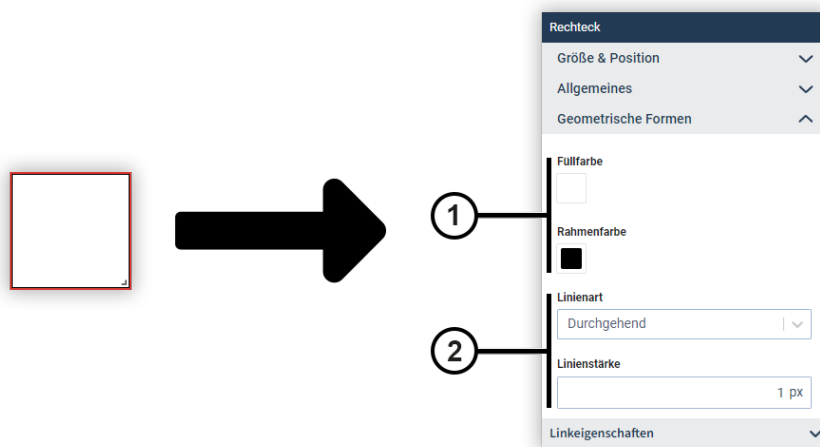 Rechteck
Größe & Position
Allgemeines
Geometrische Formen
Füllfarbe
1
Rahmenfarbe
Linienart
Durchgehend
2
Linienstärke
1 px
Linkeigenschaften